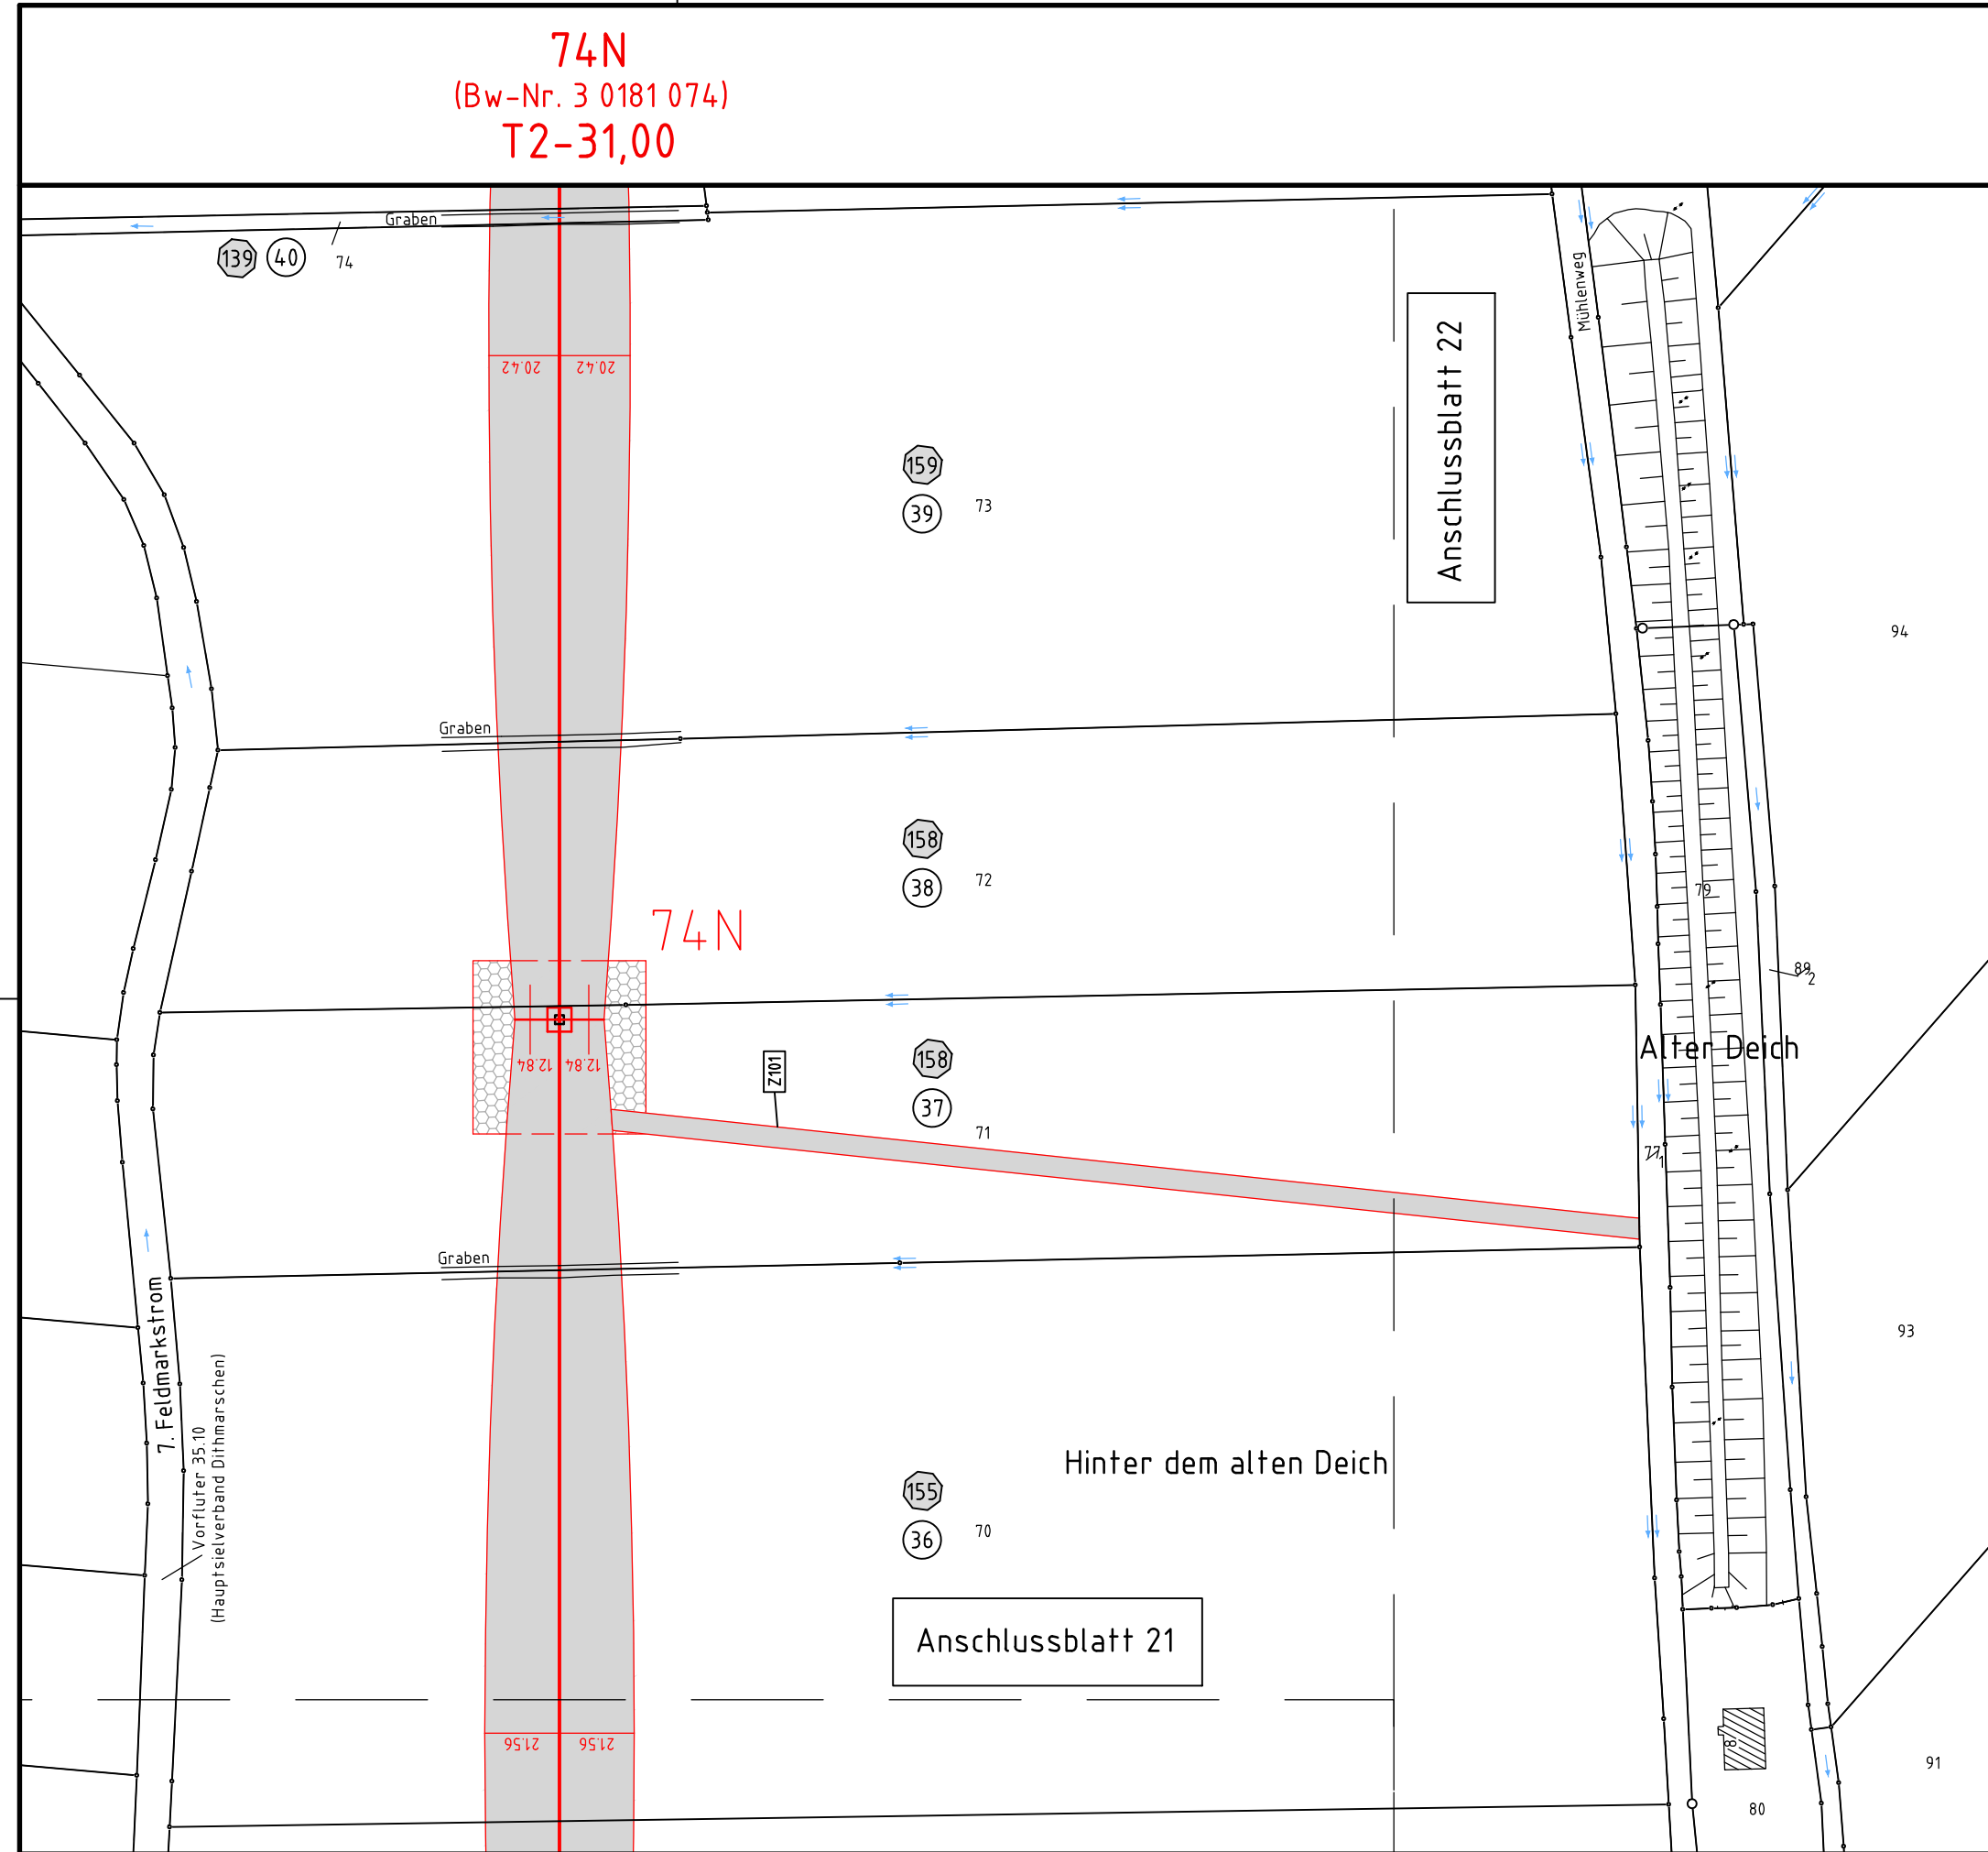 74N
(Bw-Nr. 3 0181 074)
T2-31,00
Graben
139
40
74
Mühlenweg
20.42
20.42
Anschlussblatt 22
159
39
73
94
Graben
158
38
72
79
74N
89
2
12.84
12.84
Z101
158
37
71
Alter Deich
77
1
Graben
7. Feldmarkstrom
Vorfluter 35.10
(Hauptsielverband Dithmarschen)
93
Hinter dem alten Deich
155
36
70
Anschlussblatt 21
21.56
21.56
8
91
80